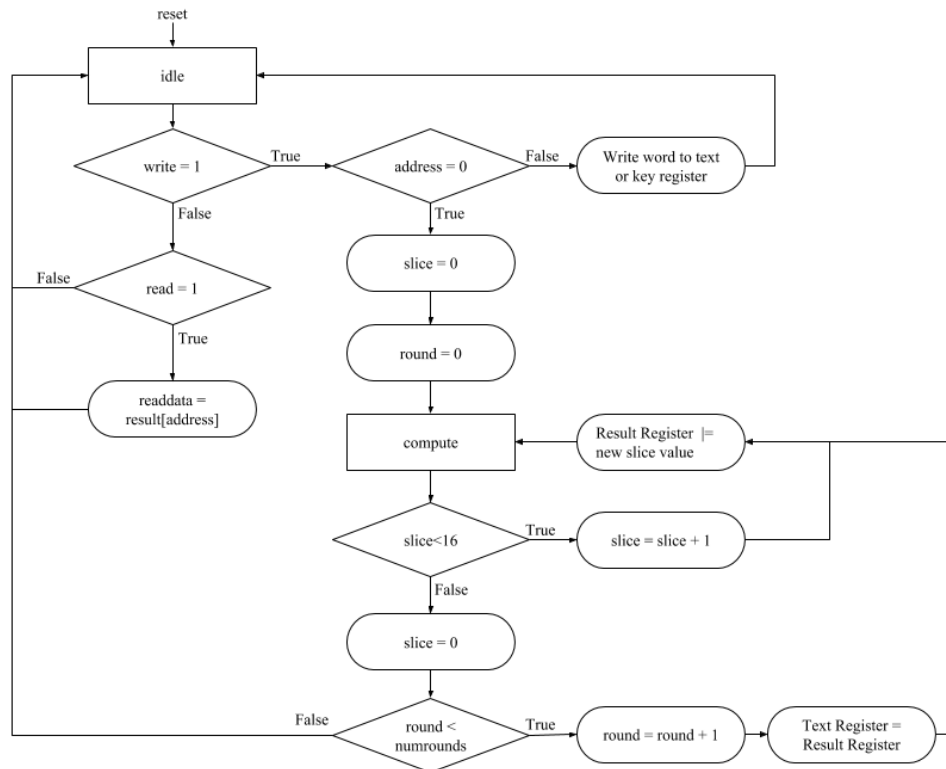 reset
idle
write = 1
True
address = 0
False
Write word to text
or key register
False
True
slice = 0
False
read = 1
True
round = 0
readdata =
result[address]
compute
Result Register |=
new slice value
slice<16
True
slice = slice + 1
False
slice = 0
False
round <
numrounds
True
round = round + 1
Text Register =
Result Register